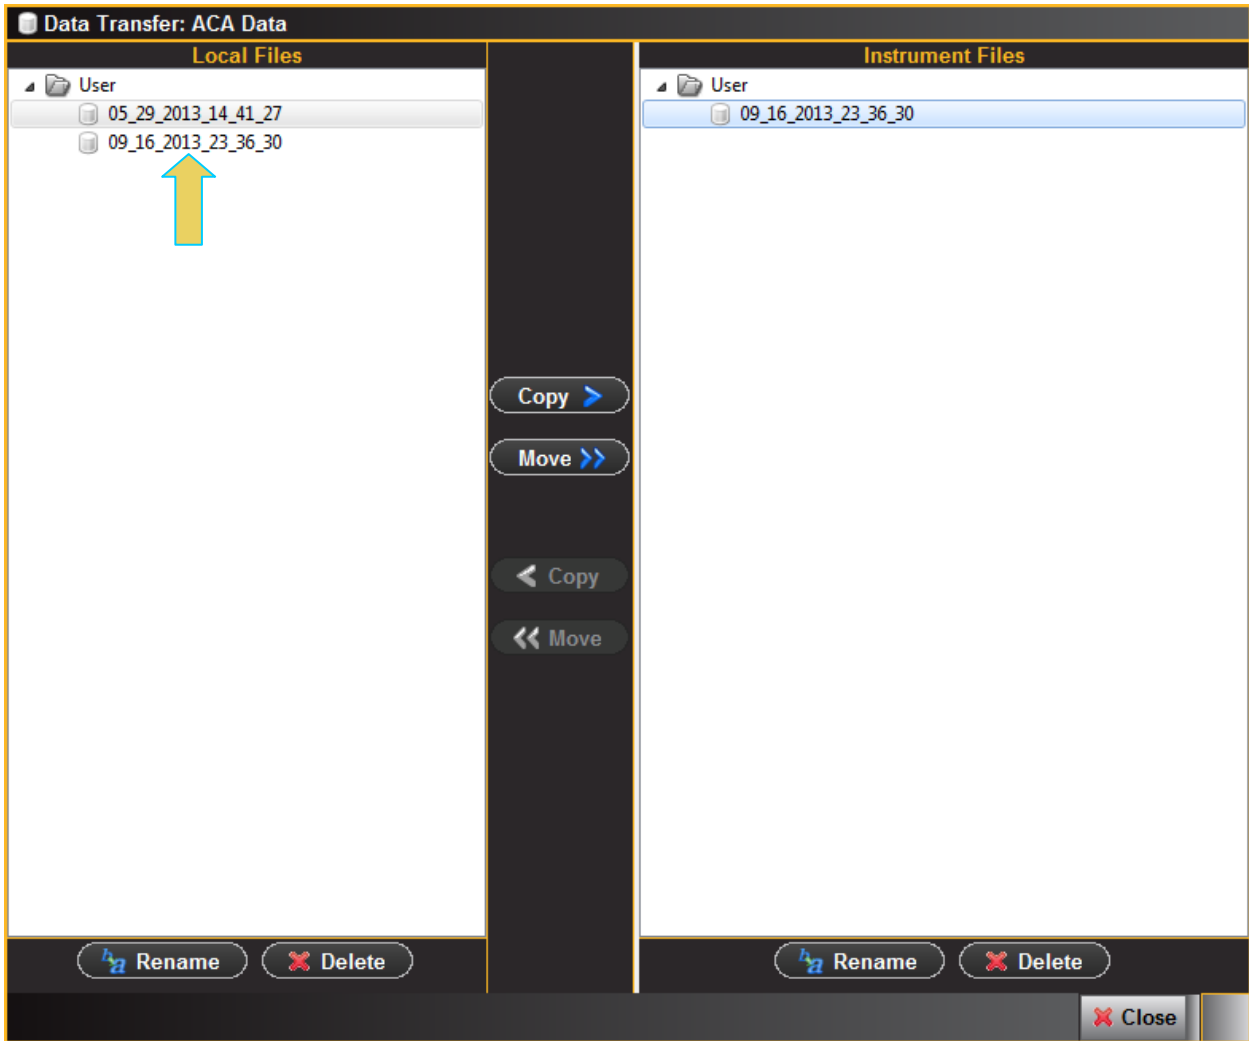 Data Transfer: ACA Data
Local Files
User
05_29_2013_14_41_27
09_16_2013_23_36_30
Copy
Move
Copy
Move
Rename
Delete
Instrument Files
User
09_16_2013_23_36_30
Rename
Delete
Close